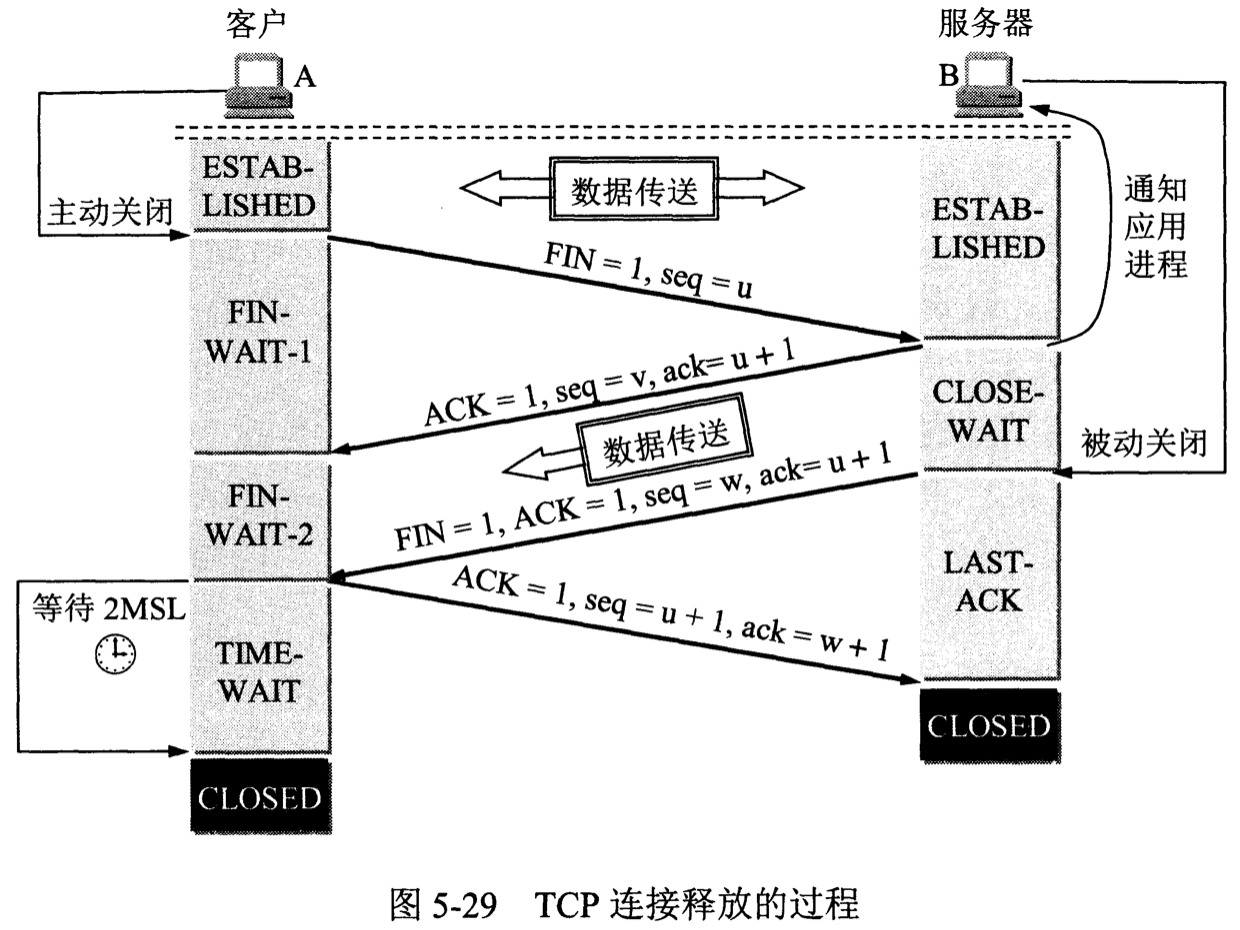 客户
服务器
A
B
ESTAB-
LISHED
数据传送
ESTAB-
LISHED
通知
应用
进程
主动关闭
FIN = 1, seq = u
FIN-
WAIT-1
ACK = 1, seq = v, ack= u + 1
CLOSE-
WAIT
数据传送
被动关闭
FIN = 1, ACK = 1, seq = w, ack= u + 1
FIN-
WAIT-2
LAST-
ACK
ACK = 1, seq = u + 1, ack = w + 1
等待 2MSL
TIME-
WAIT
CLOSED
CLOSED
图 5-29 TCP 连接释放的过程